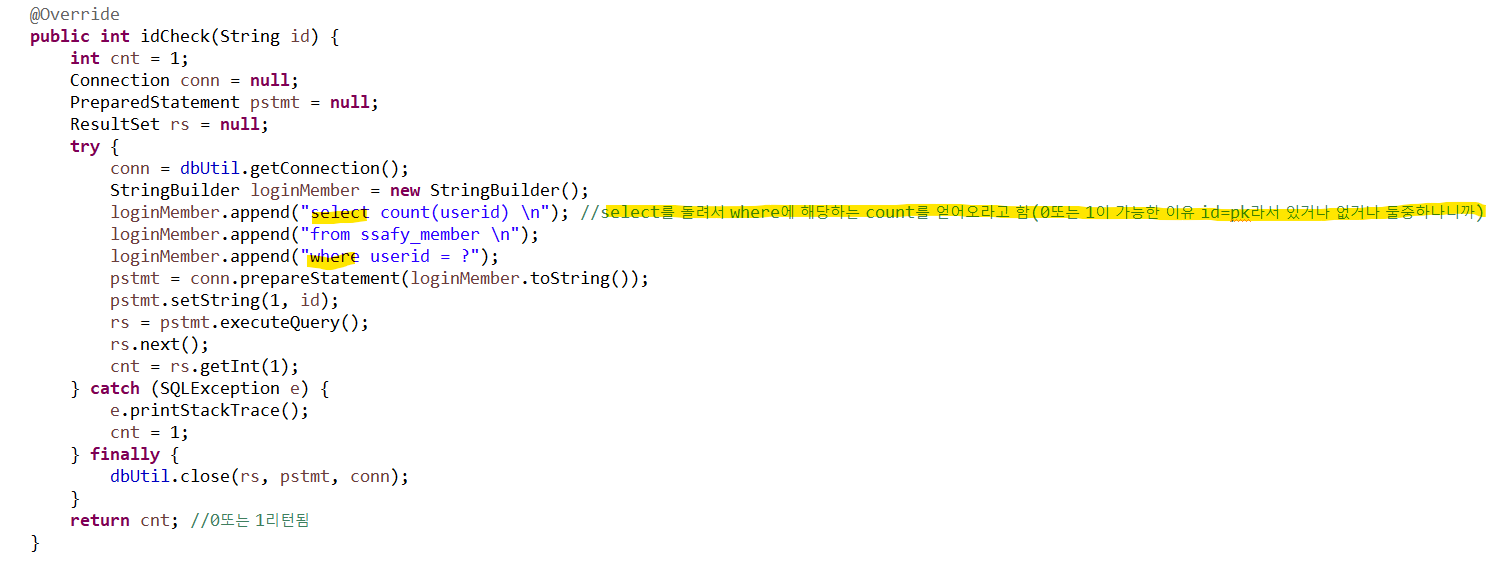 @Override
public int idCheck(String id) {
int cnt = 1;
Connection conn = null;
PreparedStatement pstmt = null;
ResultSet rs = null;
try {
conn = dbUtil.getConnection();
StringBuilder loginMember = new StringBuilder();
loginMember.append("select count(userid) \n"); //select를 돌려서 where에 해당하는 count를 얻어오라고 함(0또는 1이 가능한 이유 id=pk라서 있거나 없거나 둘중하나니까)
loginMember.append("from ssafy_member \n");
loginMember.append("where userid = ?");
pstmt = conn.prepareStatement(loginMember.toString());
pstmt.setString(1, id);
rs = pstmt.executeQuery();
rs.next();
cnt = rs.getInt(1);
} catch (SQLException e) {
e.printStackTrace();
cnt = 1;
} finally {
dbUtil.close(rs, pstmt, conn);
}
return cnt; //0또는 1리턴됨
}